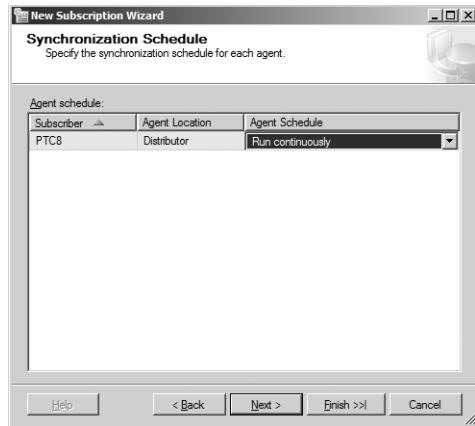 New Subscription Wizard
Synchronization Schedule
Specify the synchronization schedule for each agent.
Agent schedule:
Subscriber Agent Location Agent Schedule
PTC8 Distributor Run continuously
Help < Back Next > Finish >>| Cancel